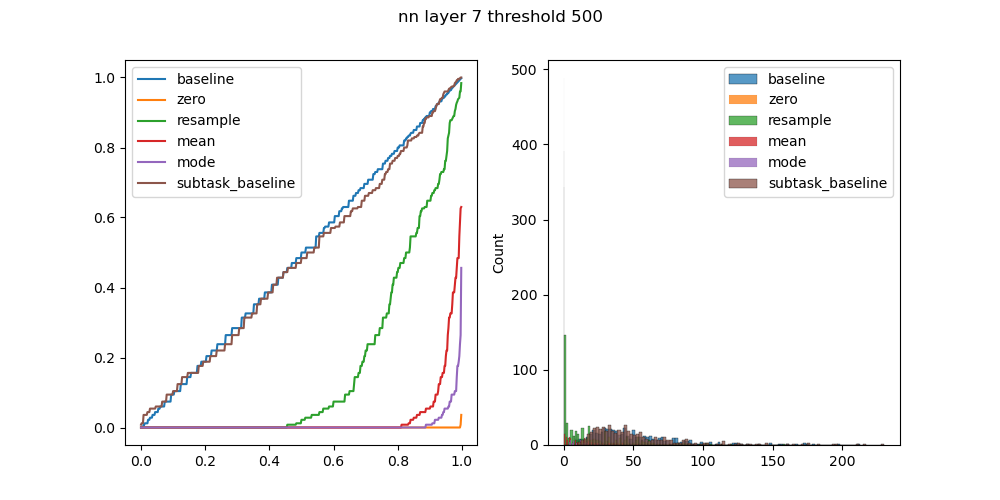 nn layer 7 threshold 500
baseline
zero
resample
mean
mode
subtask_baseline
1.0
0.8
0.6
0.4
0.2
0.0
0.0 0.2 0.4 0.6 0.8 1.0
baseline
zero
resample
mean
mode
subtask_baseline
Count
500
400
300
200
100
0
0 50 100 150 200